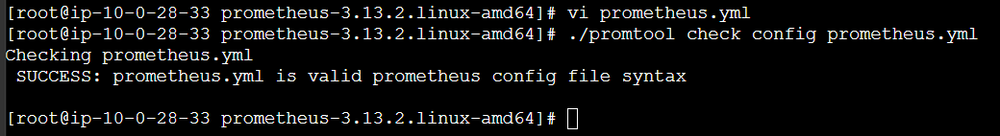 [root@ip-10-0-28-33 prometheus-3.13.2.linux-amd64]# vi prometheus.yml
[root@ip-10-0-28-33 prometheus-3.13.2.linux-amd64]# ./promtool check config prometheus.yml
Checking prometheus.yml
 SUCCESS: prometheus.yml is valid prometheus config file syntax
[root@ip-10-0-28-33 prometheus-3.13.2.linux-amd64]#